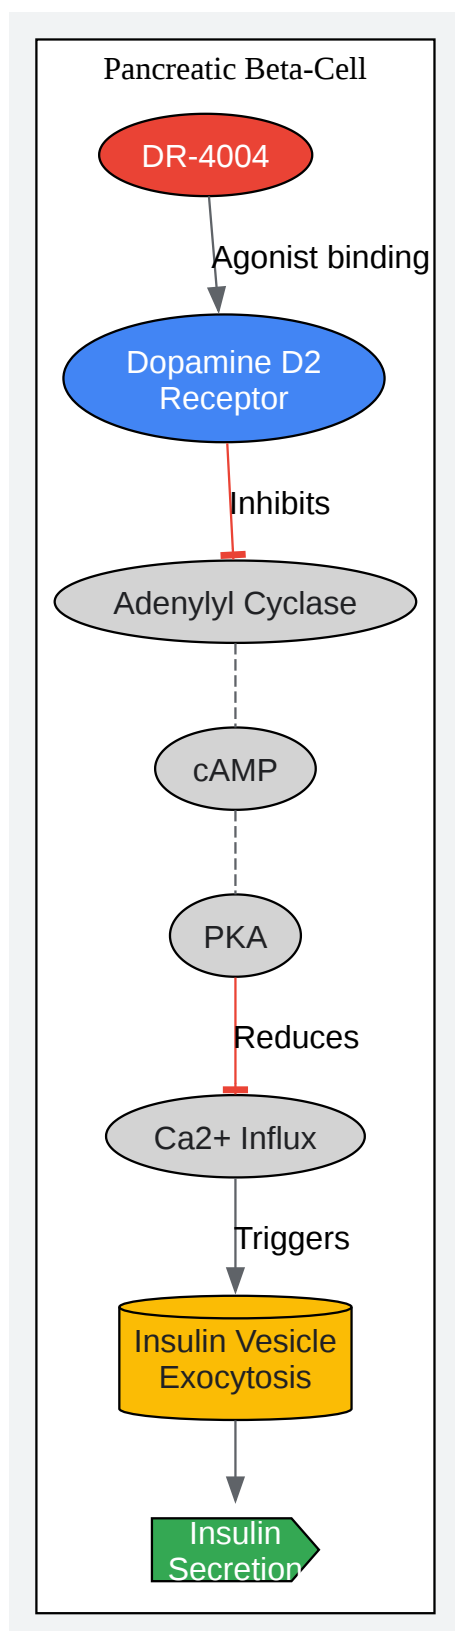 Pancreatic Beta-Cell
DR-4004
Agonist binding
Dopamine D2
Receptor
Inhibits
Adenylyl Cyclase
cAMP
PKA
Reduces
Ca2+ Influx
Triggers
Insulin Vesicle
Exocytosis
Insulin
Secretion